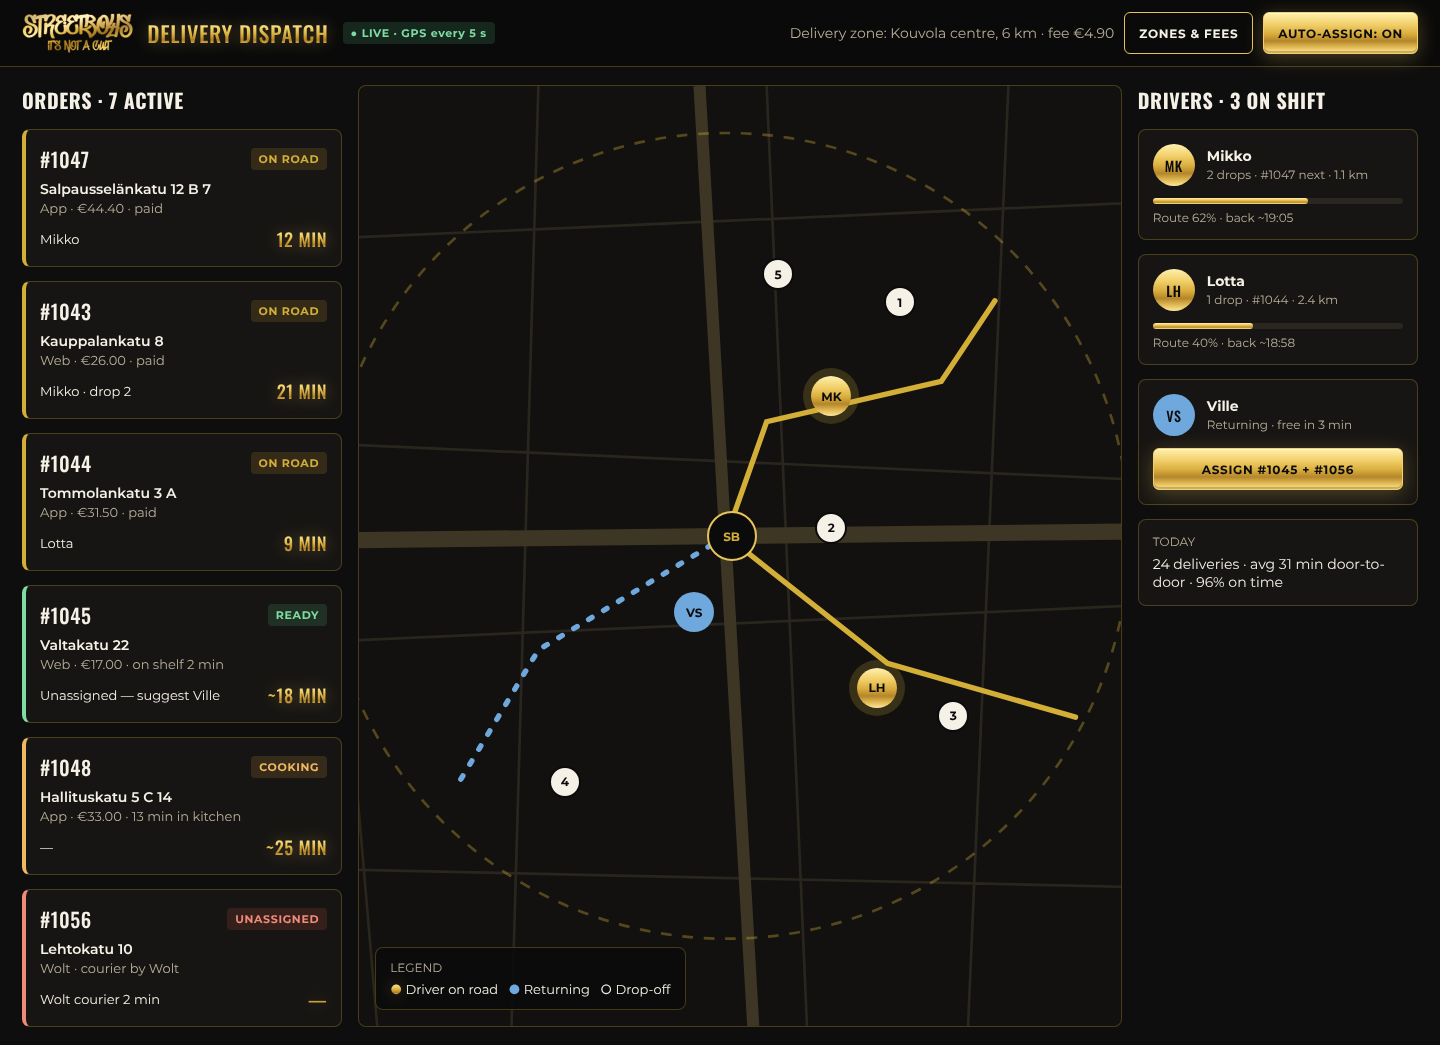 STREETBOYS
IT'S NOT A CULT
DELIVERY DISPATCH
● LIVE · GPS every 5 s
Delivery zone: Kouvola centre, 6 km · fee €4.90
ZONES & FEES
AUTO-ASSIGN: ON
ORDERS · 7 ACTIVE
#1047
ON ROAD
Salpausselänkatu 12 B 7
App · €44.40 · paid
Mikko
12 MIN
#1043
ON ROAD
Kauppalankatu 8
Web · €26.00 · paid
Mikko · drop 2
21 MIN
#1044
ON ROAD
Tommolankatu 3 A
App · €31.50 · paid
Lotta
9 MIN
#1045
READY
Valtakatu 22
Web · €17.00 · on shelf 2 min
Unassigned — suggest Ville
~18 MIN
#1048
COOKING
Hallituskatu 5 C 14
App · €33.00 · 13 min in kitchen
—
~25 MIN
#1056
UNASSIGNED
Lehtokatu 10
Wolt · courier by Wolt
Wolt courier 2 min
—
5
1
MK
SB
2
VS
LH
3
4
LEGEND
Driver on road
Returning
Drop-off
DRIVERS · 3 ON SHIFT
MK
Mikko
2 drops · #1047 next · 1.1 km
Route 62% · back ~19:05
LH
Lotta
1 drop · #1044 · 2.4 km
Route 40% · back ~18:58
VS
Ville
Returning · free in 3 min
ASSIGN #1045 + #1056
TODAY
24 deliveries · avg 31 min door-to-
door · 96% on time